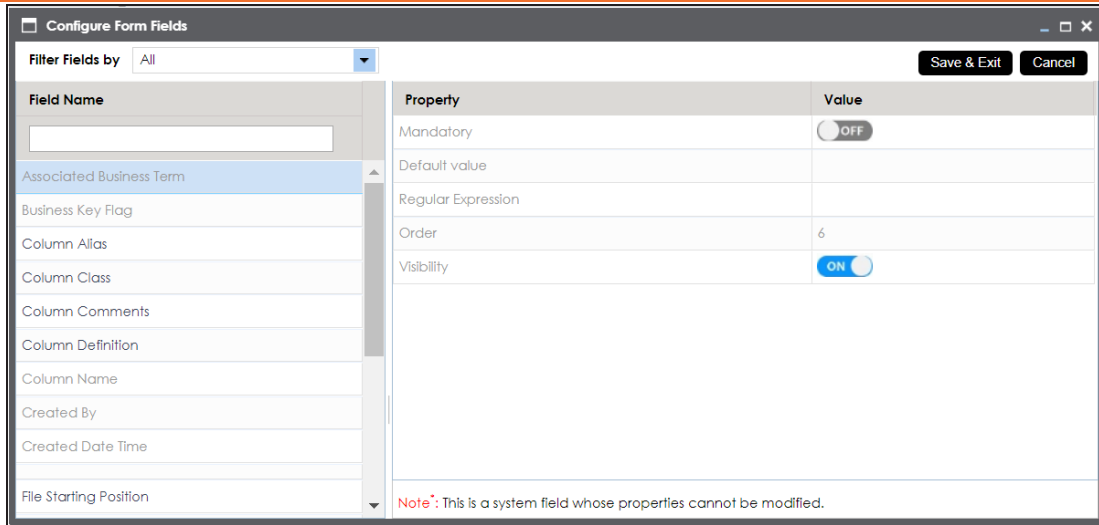 Configure Form Fields
Filter Fields by All
Save & Exit Cancel
Field Name
Associated Business Term
Business Key Flag
Column Alias
Column Class
Column Comments
Column Definition
Column Name
Created By
Created Date Time
File Starting Position
Property Value
Mandatory OFF
Default value
Regular Expression
Order 6
Visibility ON
Note*: This is a system field whose properties cannot be modified.